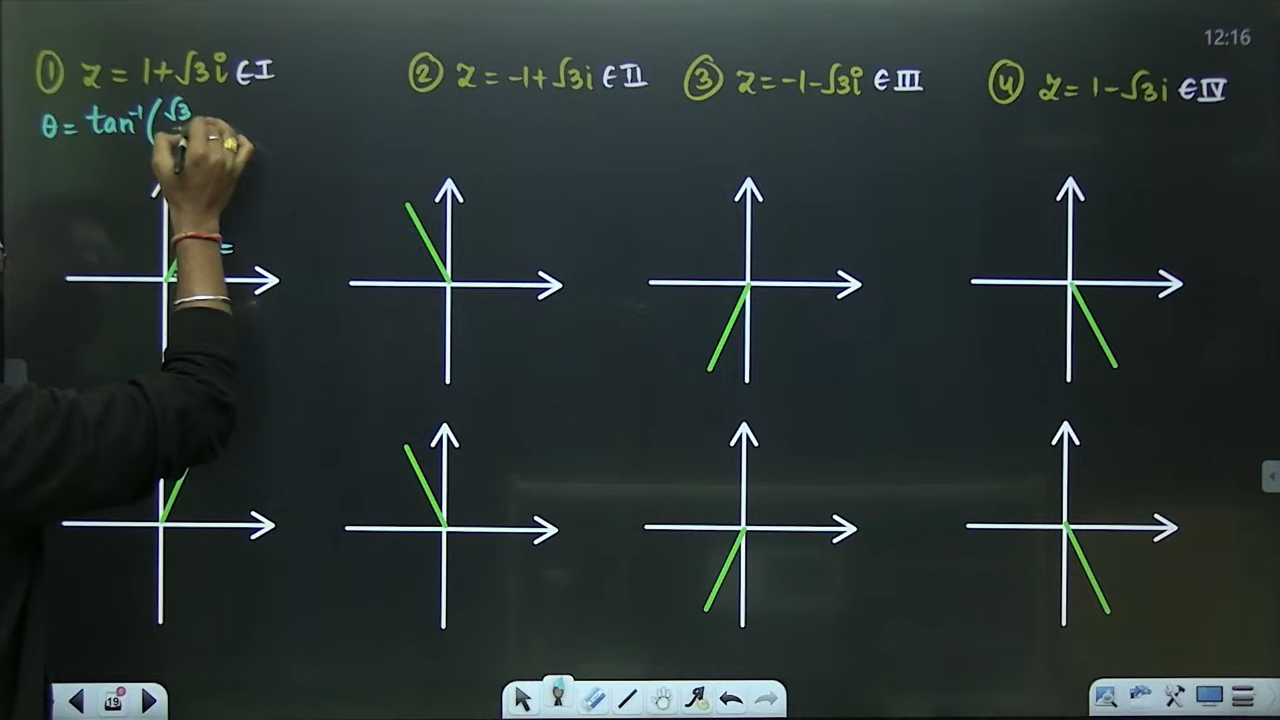 12:16
① z = 1+√3i ∈ I
② z = -1+√3i ∈ II
③ z = -1-√3i ∈ III
④ z = 1-√3i ∈ IV
θ = tan⁻¹(√3
=
19